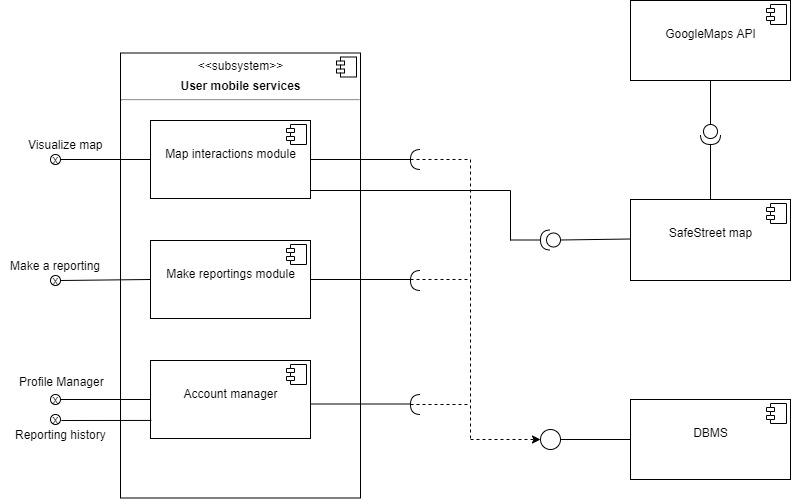 GoogleMaps API
<<subsystem>>
User mobile services
Visualize map
X
Map interactions module
SafeStreet map
Make a reporting
X
Make reportings module
Profile Manager
X
Account manager
X
Reporting history
DBMS